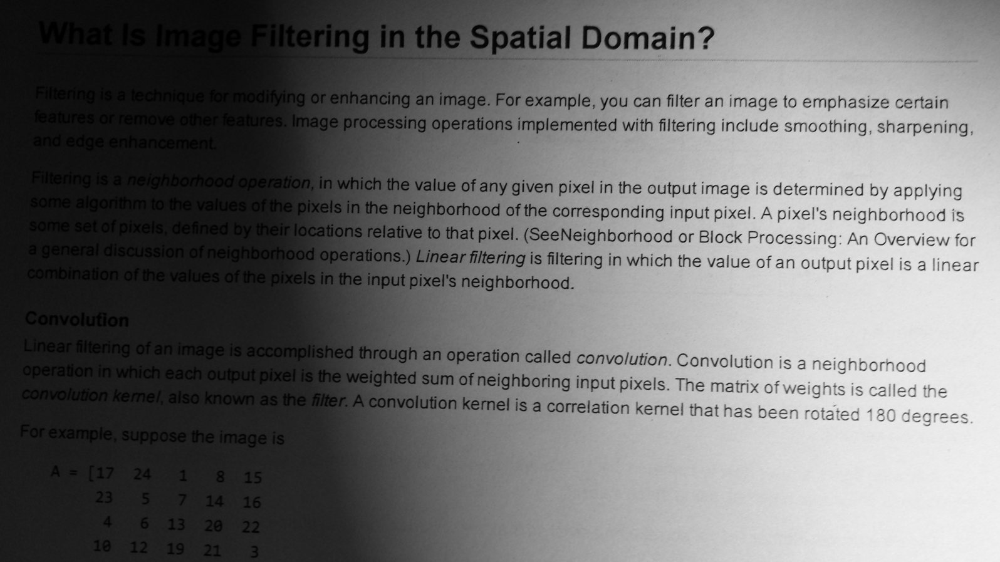 What Is Image Filtering in the Spatial Domain?
Filtering is a technique for modifying or enhancing an image. For example, you can filter an image to emphasize certain
features or remove other features. Image processing operations implemented with filtering include smoothing, sharpening,
and edge enhancement.
Filtering is a neighborhood operation, in which the value of any given pixel in the output image is determined by applying
some algorithm to the values of the pixels in the neighborhood of the corresponding input pixel. A pixel's neighborhood is
some set of pixels, defined by their locations relative to that pixel. (SeeNeighborhood or Block Processing: An Overview for
a general discussion of neighborhood operations.) Linear filtering is filtering in which the value of an output pixel is a linear
combination of the values of the pixels in the input pixel's neighborhood.
Convolution
Linear filtering of an image is accomplished through an operation called convolution. Convolution is a neighborhood
operation in which each output pixel is the weighted sum of neighboring input pixels. The matrix of weights is called the
convolution kernel, also known as the filter. A convolution kernel is a correlation kernel that has been rotated 180 degrees.
For example, suppose the image is
A = [17 24 1 8 15
23 5 7 14 16
4 6 13 20 22
10 12 19 21 3